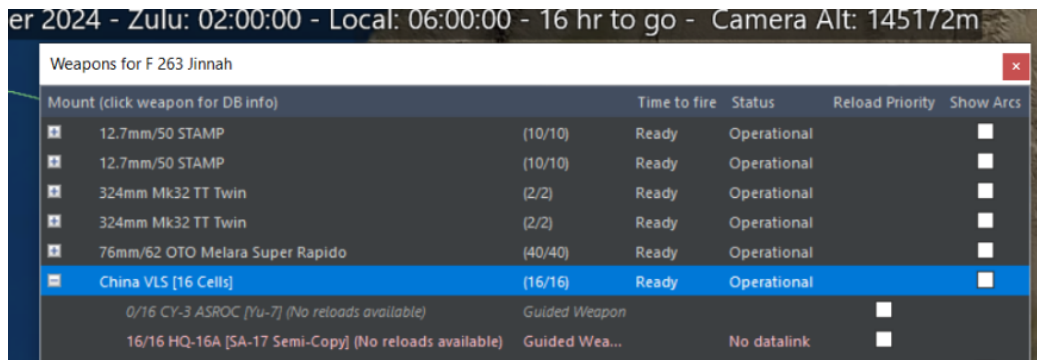 er 2024 - Zulu: 02:00:00 - Local: 06:00:00 - 16 hr to go -  Camera Alt: 145172m
Weapons for F 263 Jinnah
Mount (click weapon for DB info) Time to fire Status Reload Priority Show Arcs
12.7mm/50 STAMP (10/10) Ready Operational
12.7mm/50 STAMP (10/10) Ready Operational
324mm Mk32 TT Twin (2/2) Ready Operational
324mm Mk32 TT Twin (2/2) Ready Operational
76mm/62 OTO Melara Super Rapido (40/40) Ready Operational
China VLS [16 Cells] (16/16) Ready Operational
0/16 CY-3 ASROC [Yu-7] (No reloads available) Guided Weapon
16/16 HQ-16A [SA-17 Semi-Copy] (No reloads available) Guided Wea... No datalink